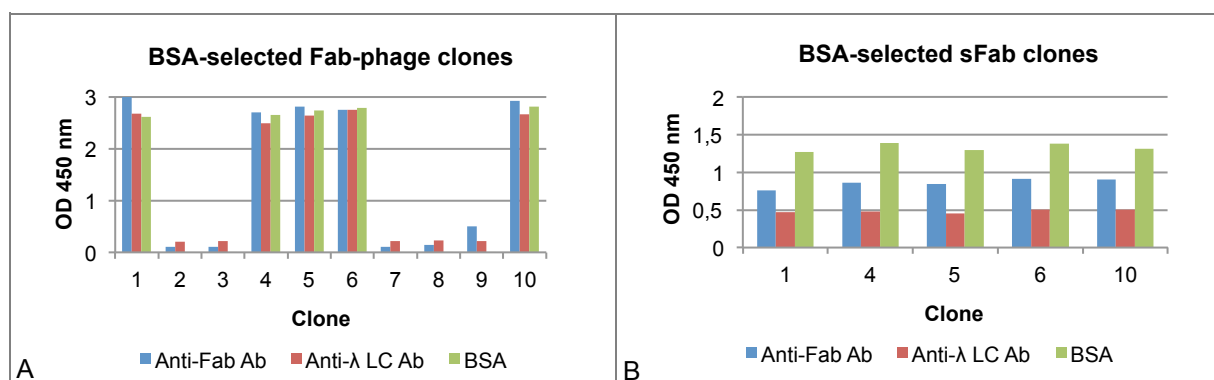 BSA-selected Fab-phage clones
3
2
1
0
OD 450 nm
1 2 3 4 5 6 7 8 9 10
Clone
Anti-Fab Ab Anti-λ LC Ab BSA
A
BSA-selected sFab clones
2
1,5
1
0,5
0
OD 450 nm
1 4 5 6 10
Clone
Anti-Fab Ab Anti-λ LC Ab BSA
B